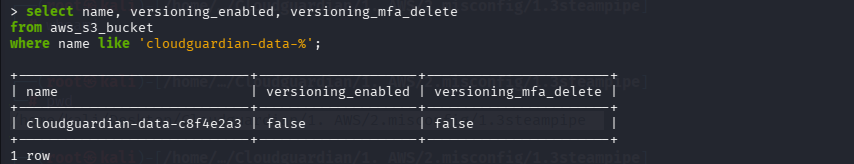 > select name, versioning_enabled, versioning_mfa_delete
from aws_s3_bucket
where name like 'cloudguardian-data-%';
+-----------------------------+--------------------+-----------------------+
| name                        | versioning_enabled | versioning_mfa_delete |
+-----------------------------+--------------------+-----------------------+
| cloudguardian-data-c8f4e2a3 | false              | false                 |
+-----------------------------+--------------------+-----------------------+
1 row